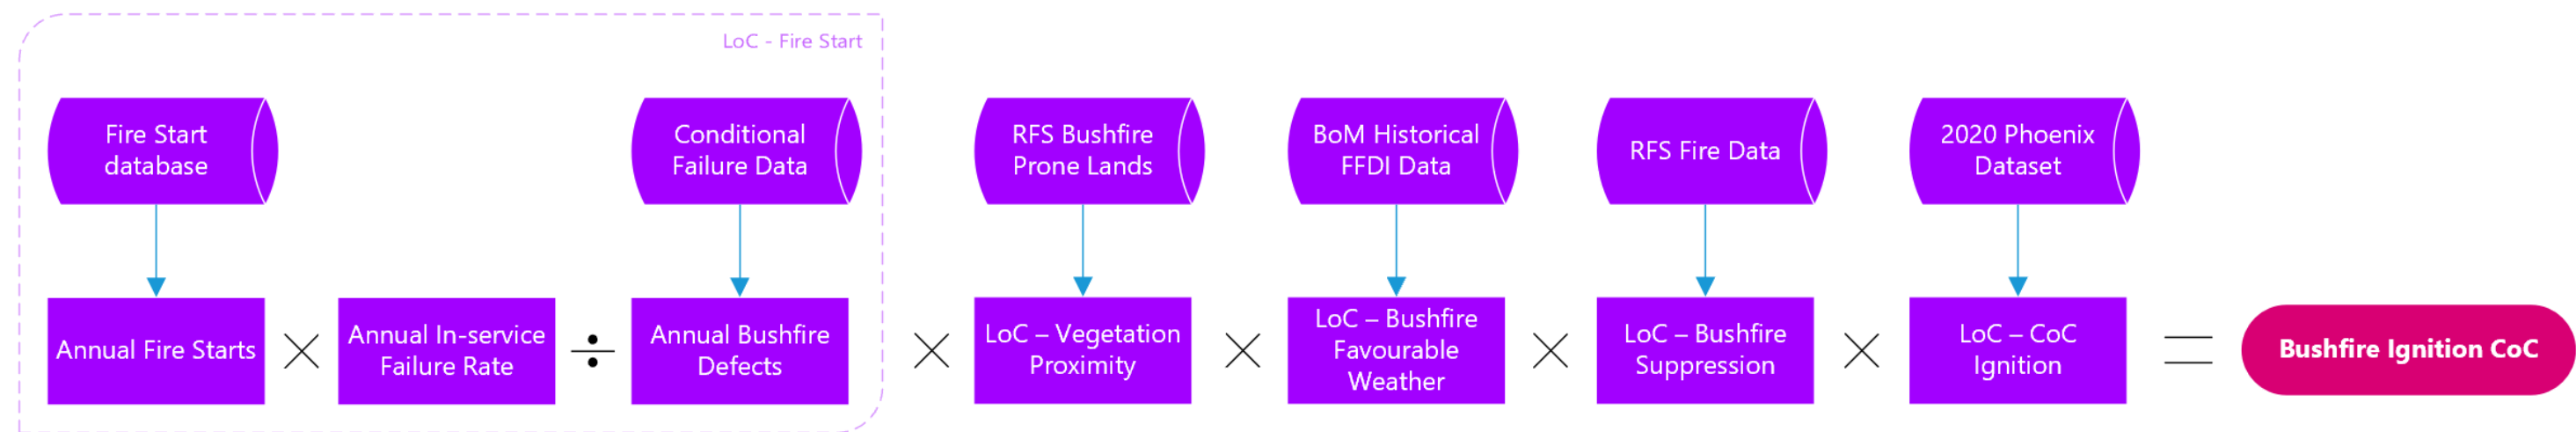 LoC - Fire Start
Fire Start
database
Conditional
Failure Data
RFS Bushfire
Prone Lands
BoM Historical
FFDI Data
RFS Fire Data
2020 Phoenix
Dataset
Annual Fire Starts
×
Annual In-service
Failure Rate
÷
Annual Bushfire
Defects
×
LoC – Vegetation
Proximity
×
LoC – Bushfire
Favourable
Weather
×
LoC – Bushfire
Suppression
×
LoC – CoC
Ignition
=
Bushfire Ignition CoC